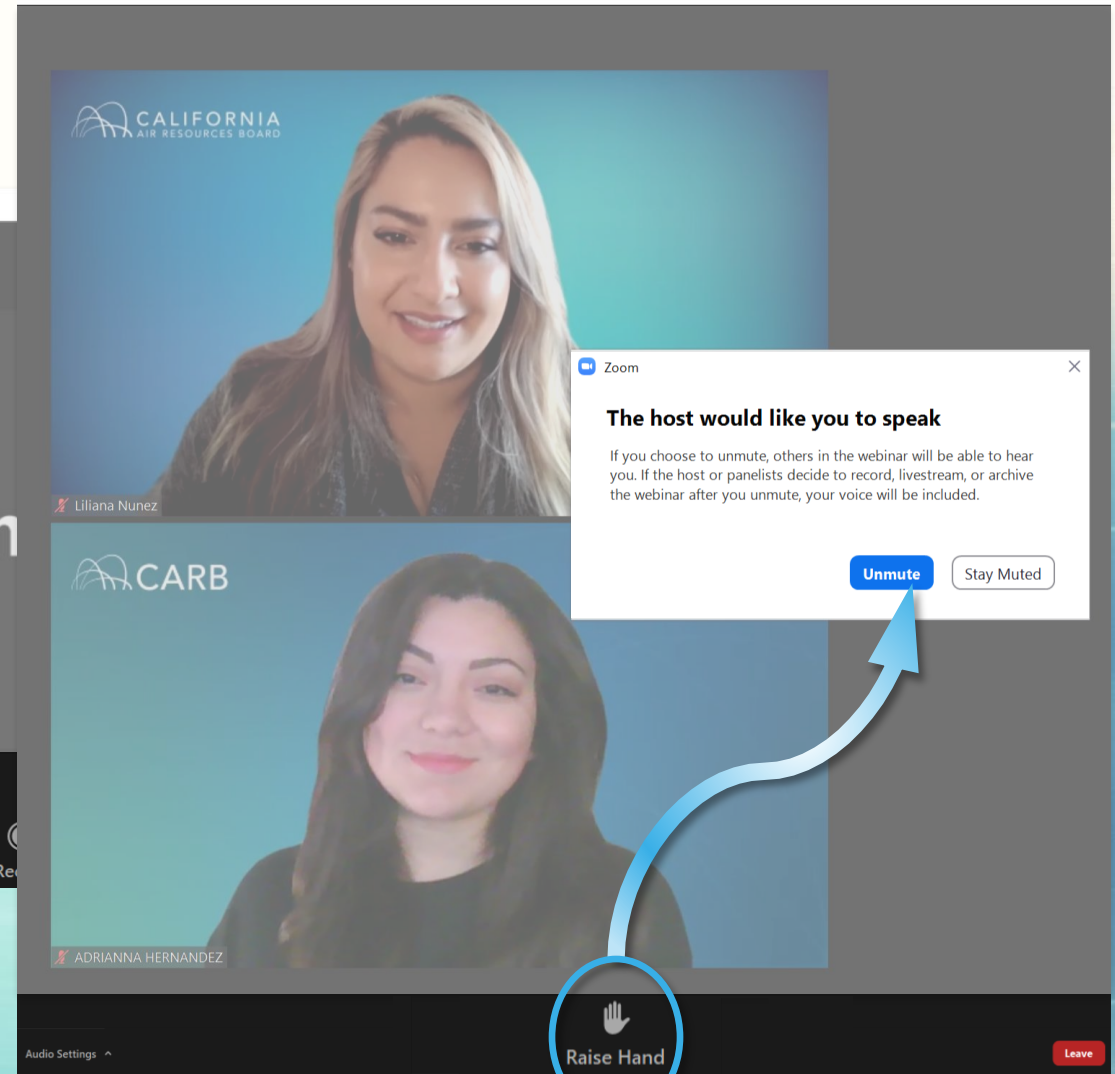 CALIFORNIA
AIR RESOURCES BOARD
Liliana Nunez
Zoom
The host would like you to speak
If you choose to unmute, others in the webinar will be able to hear
you. If the host or panelists decide to record, livestream, or archive
the webinar after you unmute, your voice will be included.
Unmute
Stay Muted
CARB
ADRIANNA HERNANDEZ
Audio Settings
Raise Hand
Leave